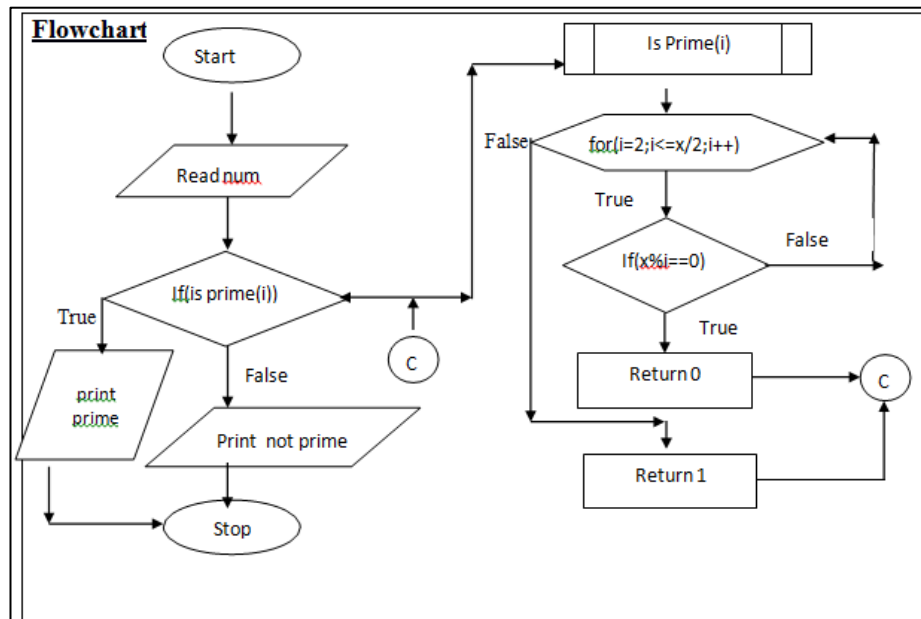 Flowchart
Start
Read num
If(is prime(i))
True
False
print
prime
Print not prime
Stop
C
Is Prime(i)
False
for(i=2;i<=x/2;i++)
True
If(x%i==0)
False
True
Return 0
C
Return 1